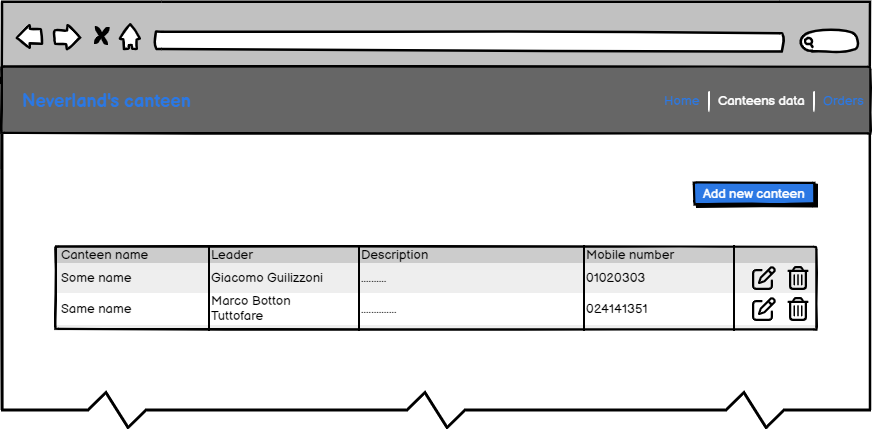 Neverland's canteen
Home Canteens data Orders
Add new canteen
Canteen name Leader Description Mobile number
Some name Giacomo Guilizzoni .......... 01020303
Same name Marco Botton Tuttofare .............. 024141351